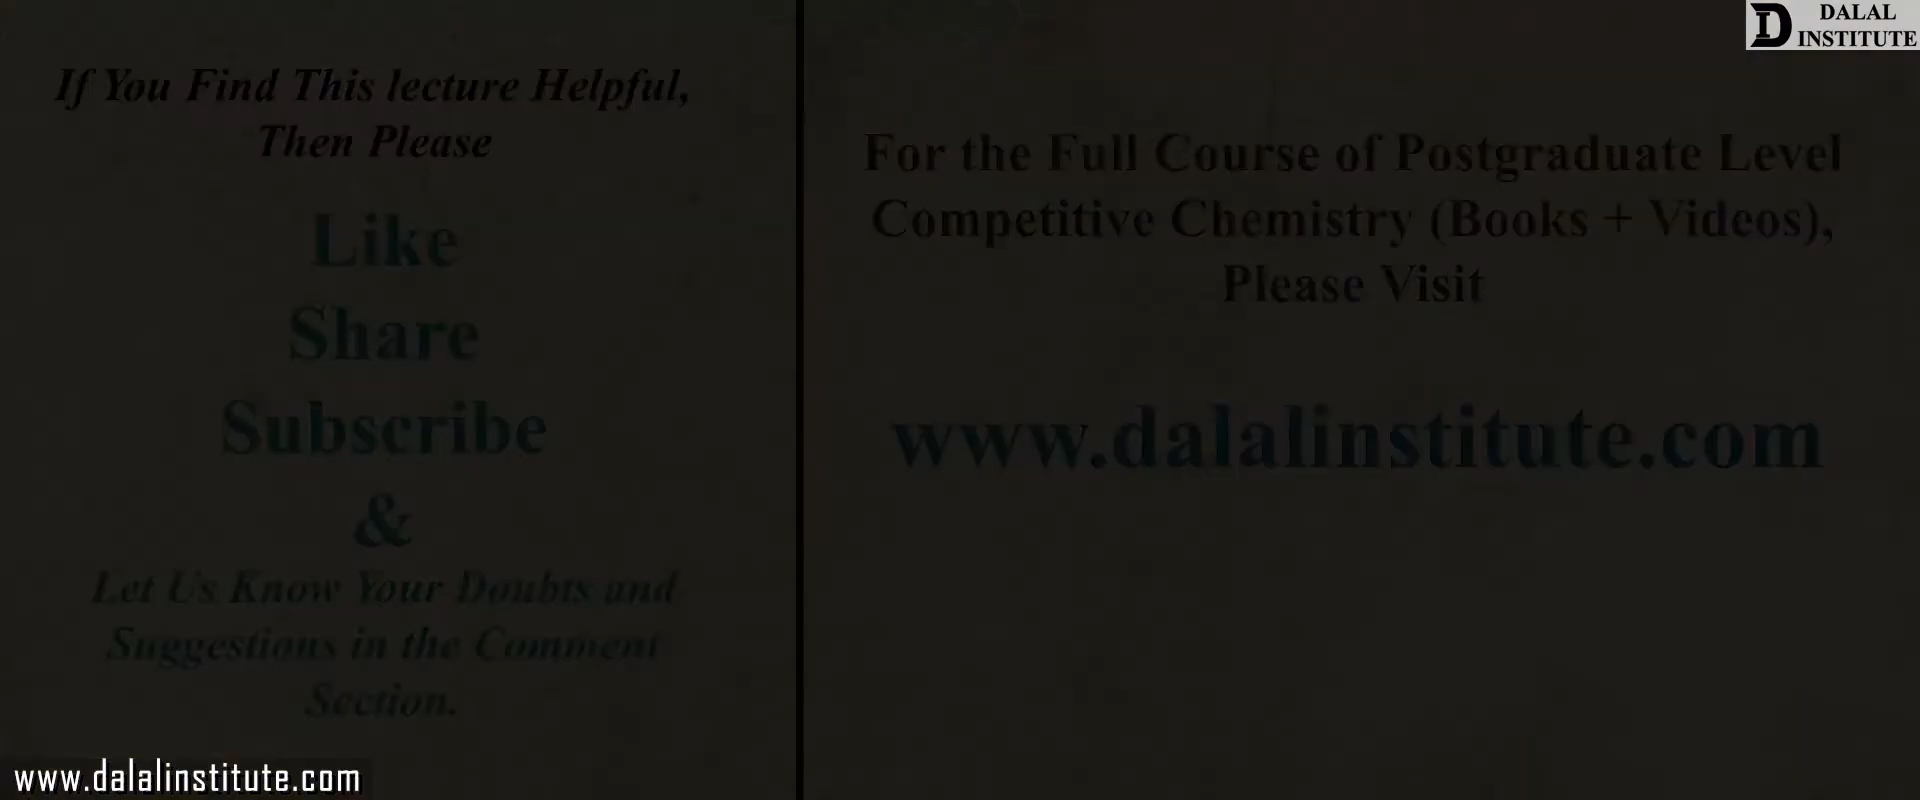 If You Find This lecture Helpful,
Then Please
Like
Share
Subscribe
&
Let Us Know Your Doubts and
Suggestions in the Comment
Section.
DALAL
INSTITUTE
For the Full Course of Postgraduate Level
Competitive Chemistry (Books + Videos),
Please Visit
www.dalalinstitute.com
www.dalalinstitute.com